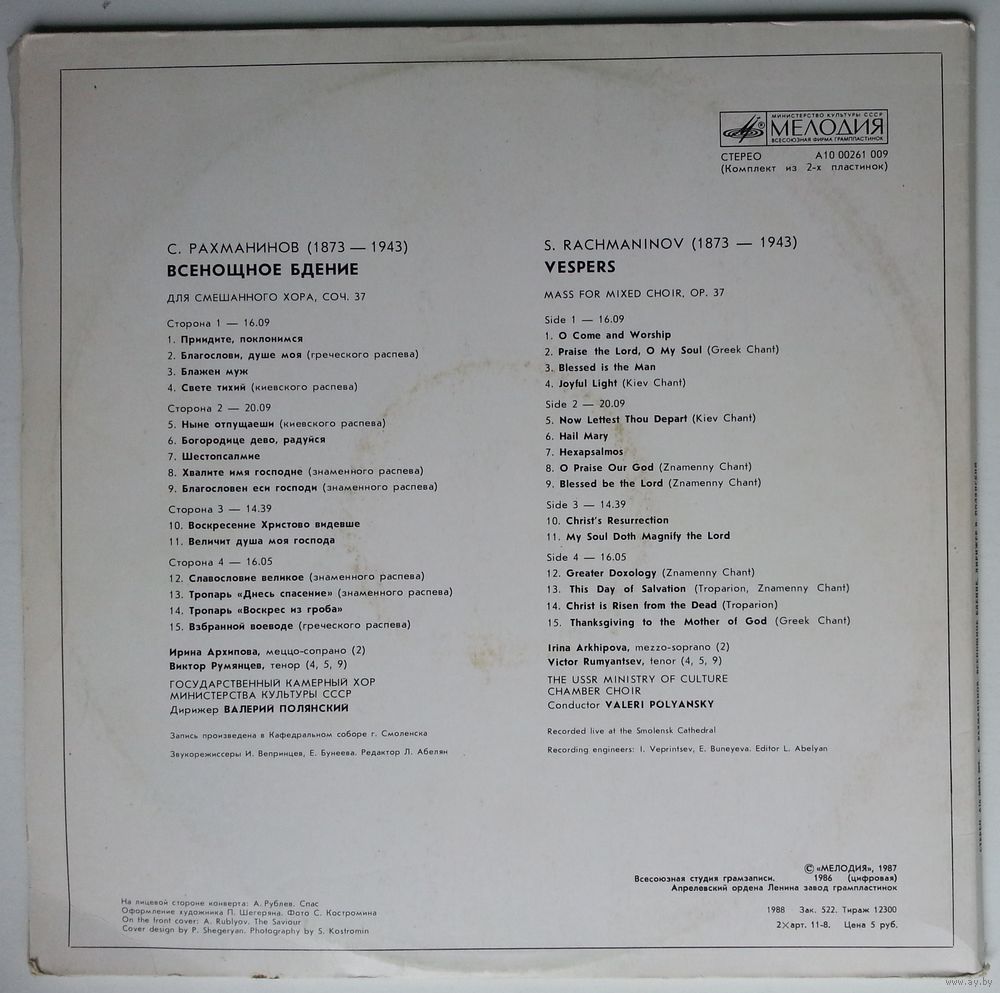 МИНИСТЕРСТВО КУЛЬТУРЫ СССР
МЕЛОДИЯ
ВСЕСОЮЗНАЯ ФИРМА ГРАМПЛАСТИНОК
СТЕРЕО А10 00261 009
(Комплект из 2-х пластинок)
С. РАХМАНИНОВ (1873 — 1943)
ВСЕНОЩНОЕ БДЕНИЕ
ДЛЯ СМЕШАННОГО ХОРА, СОЧ. 37
Сторона 1 — 16.09
1. Приидите, поклонимся
2. Благослови, душе моя (греческого распева)
3. Блажен муж
4. Свете тихий (киевского распева)
Сторона 2 — 20.09
5. Ныне отпущаеши (киевского распева)
6. Богородице дево, радуйся
7. Шестопсалмие
8. Хвалите имя господне (знаменного распева)
9. Благословен еси господи (знаменного распева)
Сторона 3 — 14.39
10. Воскресение Христово видевше
11. Величит душа моя господа
Сторона 4 — 16.05
12. Славословие великое (знаменного распева)
13. Тропарь «Днесь спасение» (знаменного распева)
14. Тропарь «Воскрес из гроба»
15. Взбранной воеводе (греческого распева)
Ирина Архипова, меццо-сопрано (2)
Виктор Румянцев, тенор (4, 5, 9)
ГОСУДАРСТВЕННЫЙ КАМЕРНЫЙ ХОР
МИНИСТЕРСТВА КУЛЬТУРЫ СССР
Дирижер ВАЛЕРИЙ ПОЛЯНСКИЙ
Запись произведена в Кафедральном соборе г. Смоленска
Звукорежиссеры И. Вепринцев, Е. Бунеева. Редактор Л. Абелян
S. RACHMANINOV (1873 — 1943)
VESPERS
MASS FOR MIXED CHOIR, OP. 37
Side 1 — 16.09
1. O Come and Worship
2. Praise the Lord, O My Soul (Greek Chant)
3. Blessed is the Man
4. Joyful Light (Kiev Chant)
Side 2 — 20.09
5. Now Lettest Thou Depart (Kiev Chant)
6. Hail Mary
7. Hexapsalmos
8. O Praise Our God (Znamenny Chant)
9. Blessed be the Lord (Znamenny Chant)
Side 3 — 14.39
10. Christ's Resurrection
11. My Soul Doth Magnify the Lord
Side 4 — 16.05
12. Greater Doxology (Znamenny Chant)
13. This Day of Salvation (Troparion, Znamenny Chant)
14. Christ is Risen from the Dead (Troparion)
15. Thanksgiving to the Mother of God (Greek Chant)
Irina Arkhipova, mezzo-soprano (2)
Victor Rumyantsev, tenor (4, 5, 9)
THE USSR MINISTRY OF CULTURE
CHAMBER CHOIR
Conductor VALERI POLYANSKY
Recorded live at the Smolensk Cathedral
Recording engineers: I. Veprintsev, E. Buneyeva. Editor L. Abelyan
© «МЕЛОДИЯ», 1987
Всесоюзная студия грамзаписи. 1986 (цифровая)
Апрелевский ордена Ленина завод грампластинок
1988 Зак. 522. Тираж 12300
2×арт. 11-8. Цена 5 руб.
На лицевой стороне конверта: А. Рублев. Спас
Оформление художника П. Шегеряна. Фото С. Костромина
On the front cover: A. Rublyov. The Saviour
Cover design by P. Shegeryan. Photography by S. Kostromin
www.ay.by